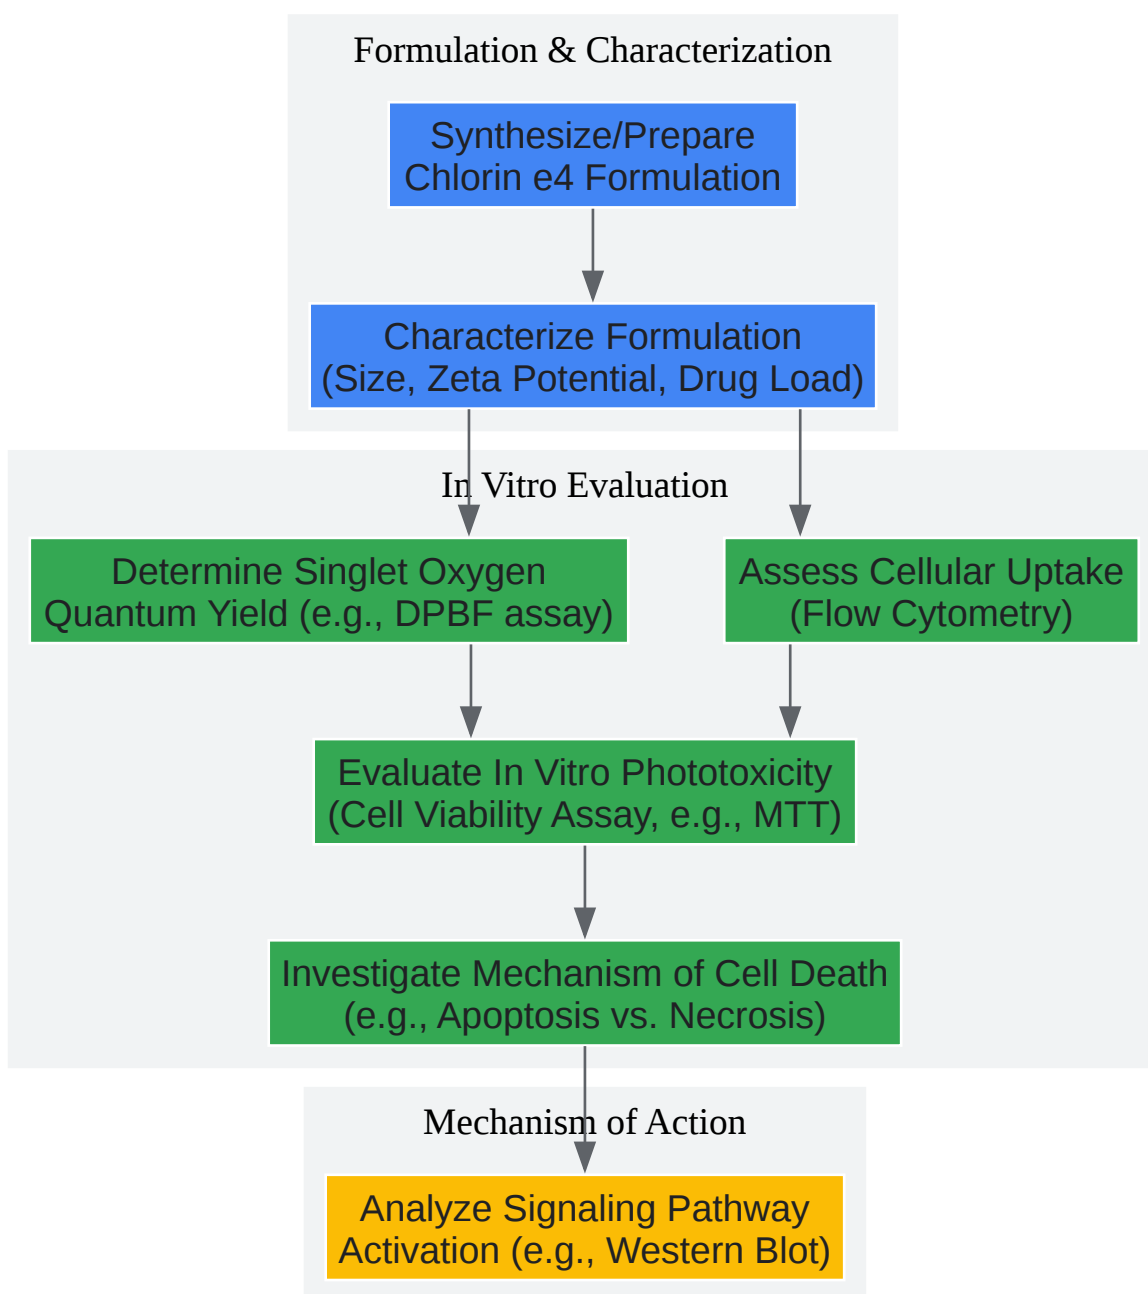 Formulation & Characterization
Synthesize/Prepare
Chlorin e4 Formulation
Characterize Formulation
(Size, Zeta Potential, Drug Load)
In Vitro Evaluation
Determine Singlet Oxygen
Quantum Yield (e.g., DPBF assay)
Assess Cellular Uptake
(Flow Cytometry)
Evaluate In Vitro Phototoxicity
(Cell Viability Assay, e.g., MTT)
Investigate Mechanism of Cell Death
(e.g., Apoptosis vs. Necrosis)
Mechanism of Action
Analyze Signaling Pathway
Activation (e.g., Western Blot)